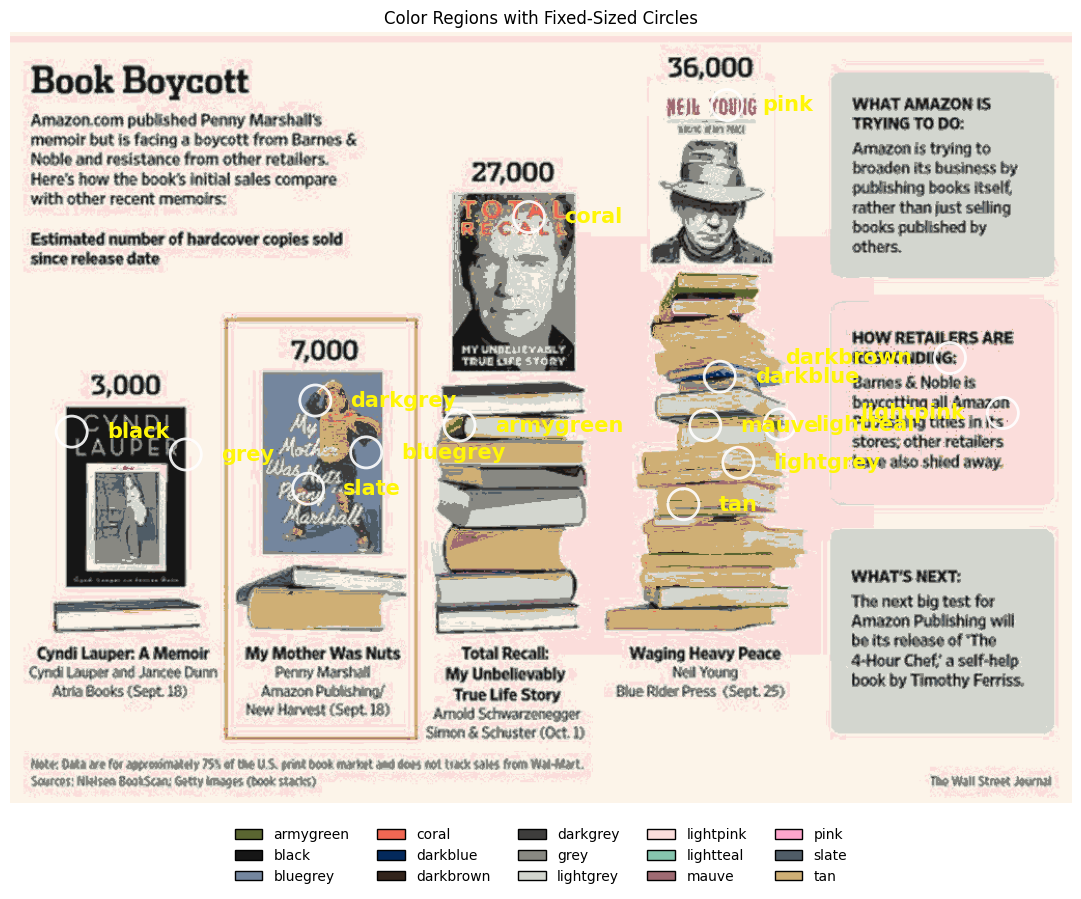 Color Regions with Fixed-Sized Circles
Book Boycott
Amazon.com published Penny Marshall's
memoir but is facing a boycott from Barnes &
Noble and resistance from other retailers.
Here's how the book's initial sales compare
with other recent memoirs:
Estimated number of hardcover copies sold
since release date
3,000
CYNDI
LAUPER
black
grey
Cyndi Lauper: A Memoir
Cyndi Lauper and Jancee Dunn
Atria Books (Sept. 18)
7,000
My
Mother
Was Nuts
Penny
Marshall
darkgrey
bluegrey
slate
My Mother Was Nuts
Penny Marshall
Amazon Publishing/
New Harvest (Sept. 18)
27,000
TOTAL
RECALL
coral
MY UNBELIEVABLY
TRUE LIFE STORY
armygreen
Total Recall:
My Unbelievably
True Life Story
Arnold Schwarzenegger
Simon & Schuster (Oct. 1)
36,000
NEIL YOUNG
pink
WAGING HEAVY PEACE
darkbrown
darkblue
mauve
lightteal
lightpink
lightgrey
tan
Waging Heavy Peace
Neil Young
Blue Rider Press (Sept. 25)
WHAT AMAZON IS
TRYING TO DO:
Amazon is trying to
broaden its business by
publishing books itself,
rather than just selling
books published by
others.
HOW RETAILERS ARE
RESPONDING:
Barnes & Noble is
boycotting all Amazon
Publishing titles in its
stores; other retailers
have also shied away.
WHAT'S NEXT:
The next big test for
Amazon Publishing will
be its release of 'The
4-Hour Chef,' a self-help
book by Timothy Ferriss.
Note: Data are for approximately 75% of the U.S. print book market and does not track sales from Wal-Mart.
Sources: Nielsen BookScan; Getty Images (book stacks)
The Wall Street Journal
armygreen
black
bluegrey
coral
darkblue
darkbrown
darkgrey
grey
lightgrey
lightpink
lightteal
mauve
pink
slate
tan